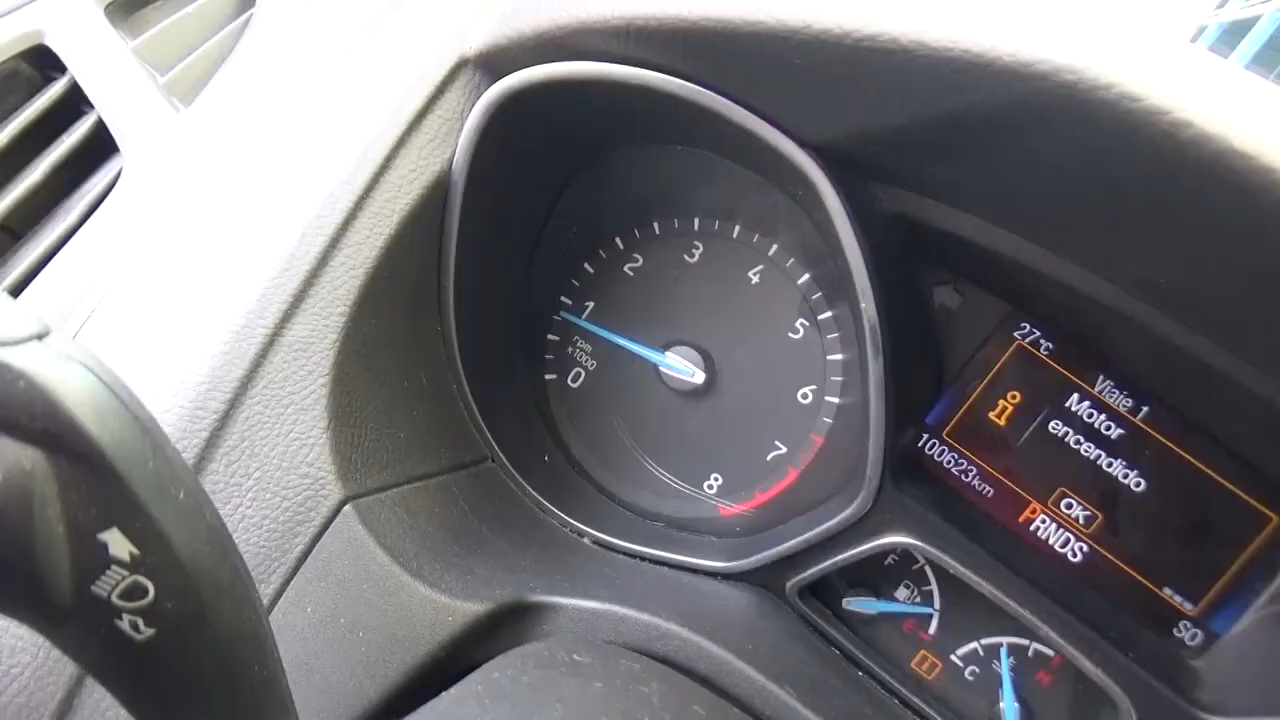 0
1
2
3
4
5
6
7
8
rpm
x1000
27°C
Viaje 1
Motor
encendido
OK
100623km
PRNDS
S0
F
E
C
H